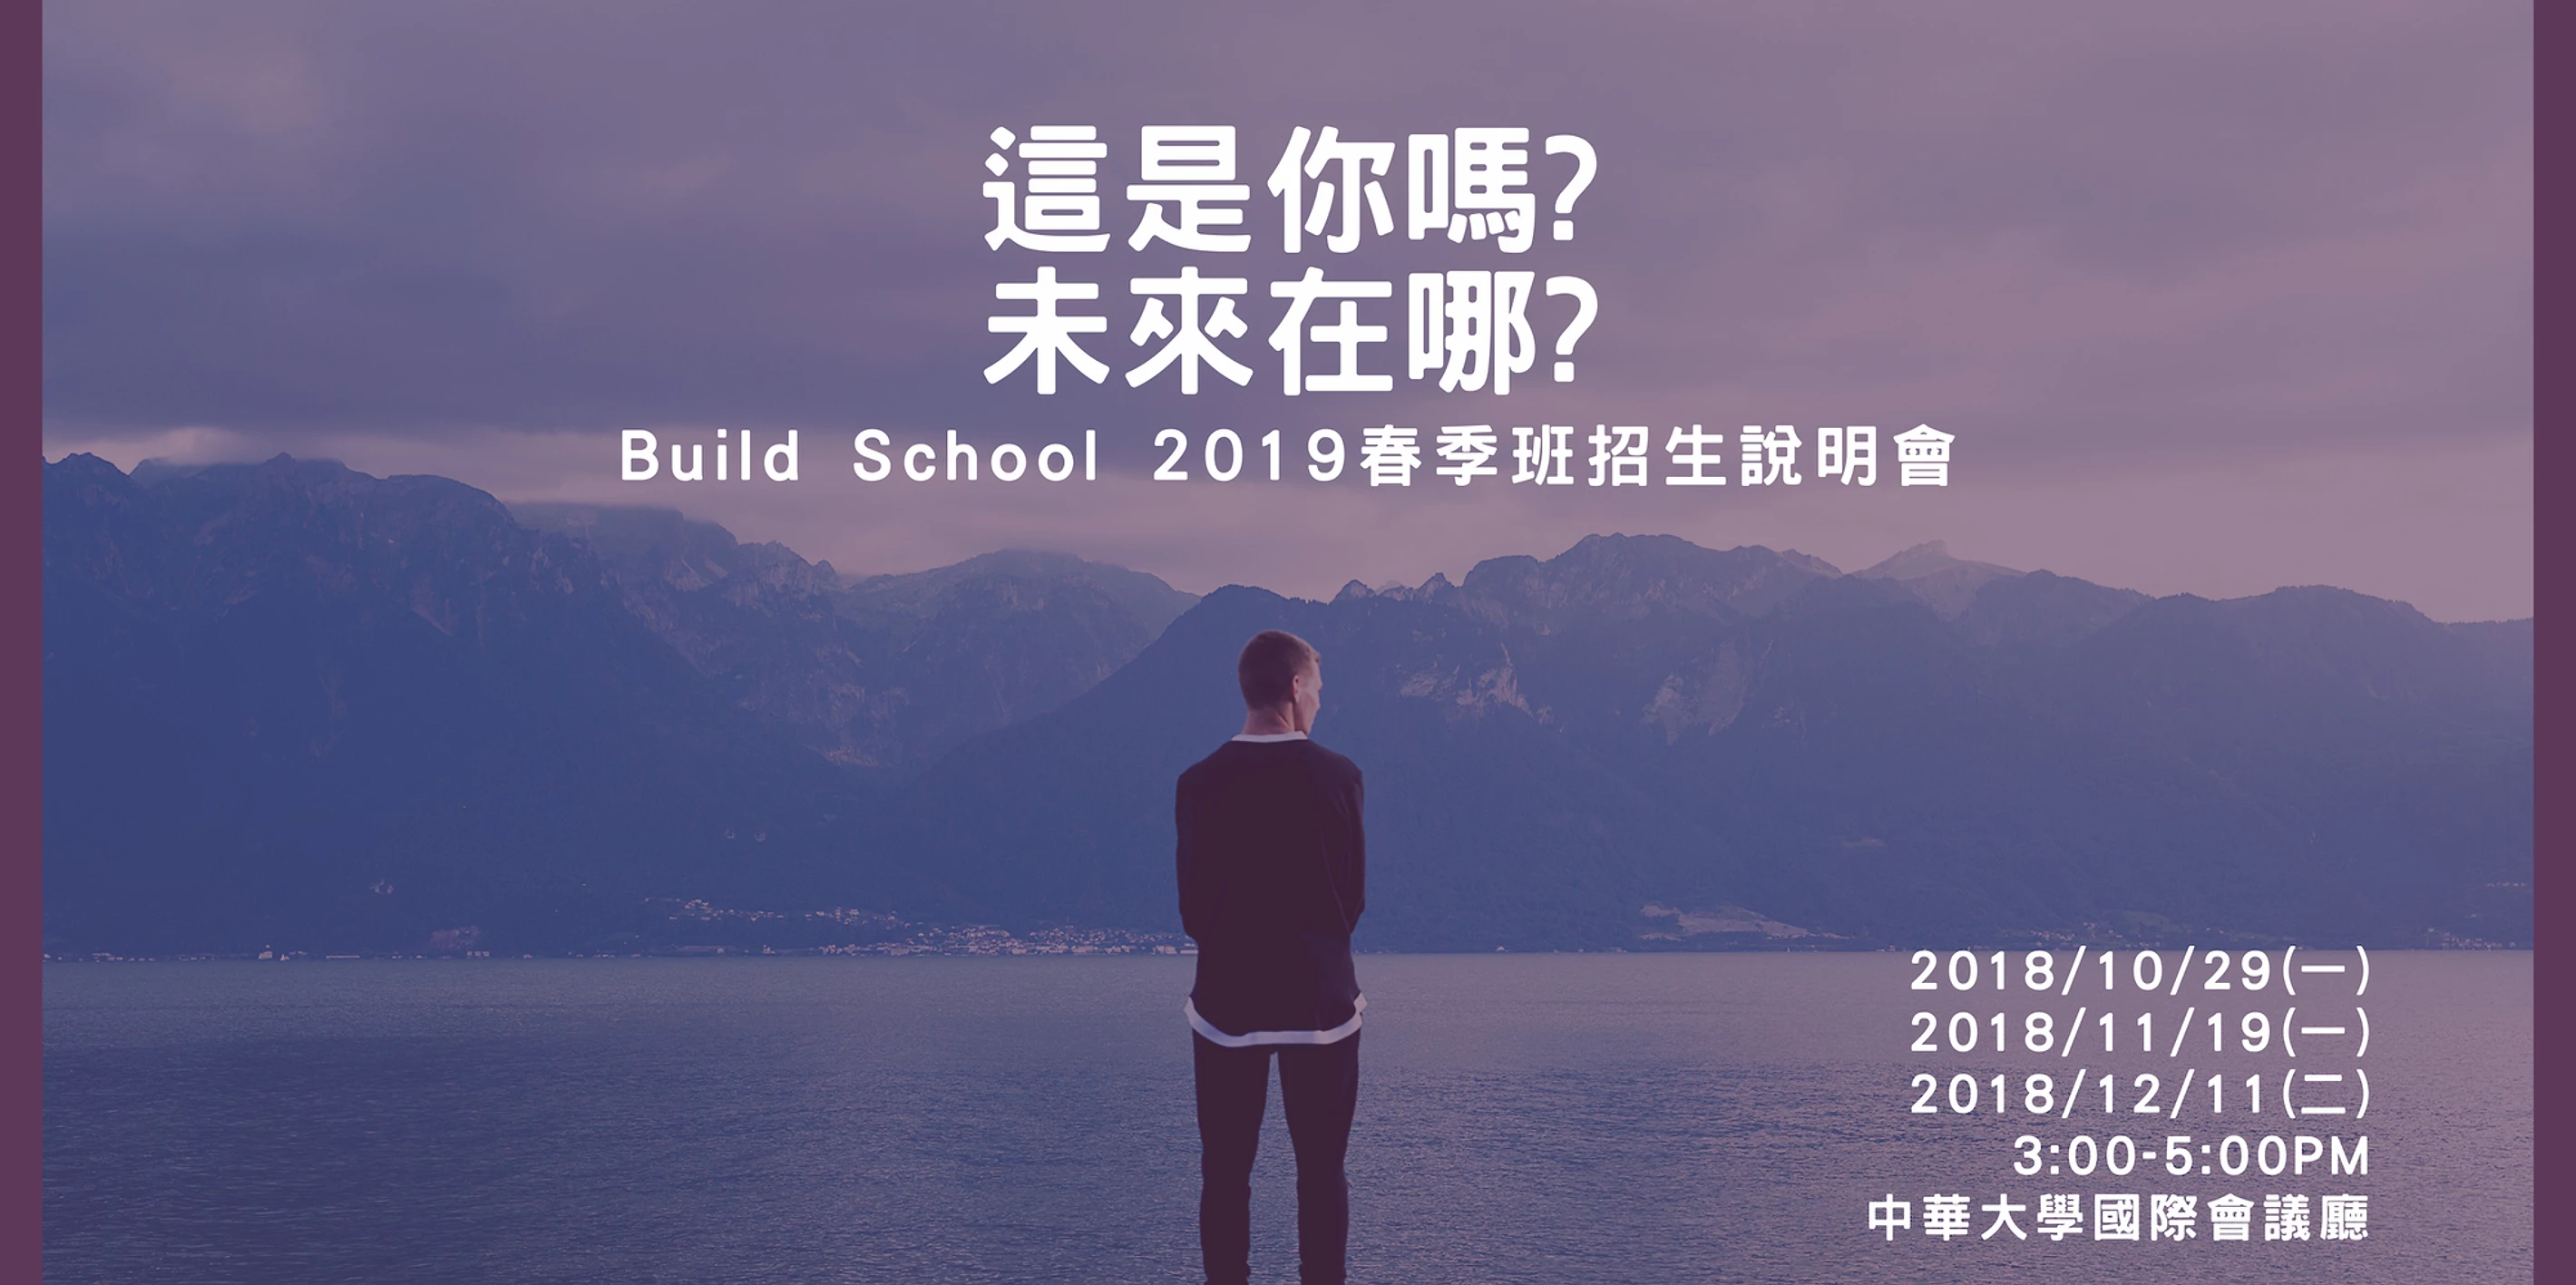 這是你嗎?
未來在哪?
Build School 2019春季班招生說明會
2018/10/29(一)
2018/11/19(一)
2018/12/11(二)
3:00-5:00PM
中華大學國際會議廳